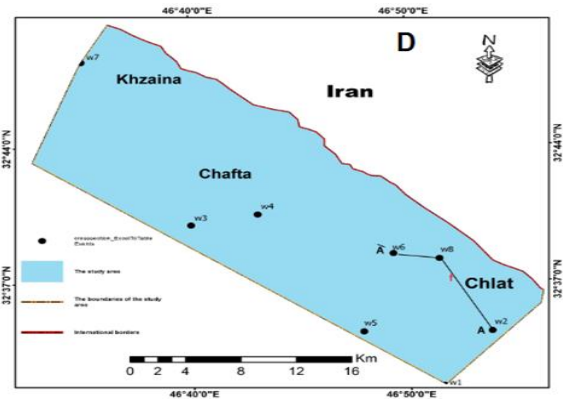 46°40'0"E
46°50'0"E
D
N
w7
Khzaina
Iran
32°44'0"N
32°44'0"N
Chafta
w4
w3
Events
A
w6
w8
The study area
Chlat
32°37'0"N
32°37'0"N
The boundaries of the study
area
w5
A
w2
International borders
Km
0 2 4 8 12 16
w1
46°40'0"E
46°50'0"E